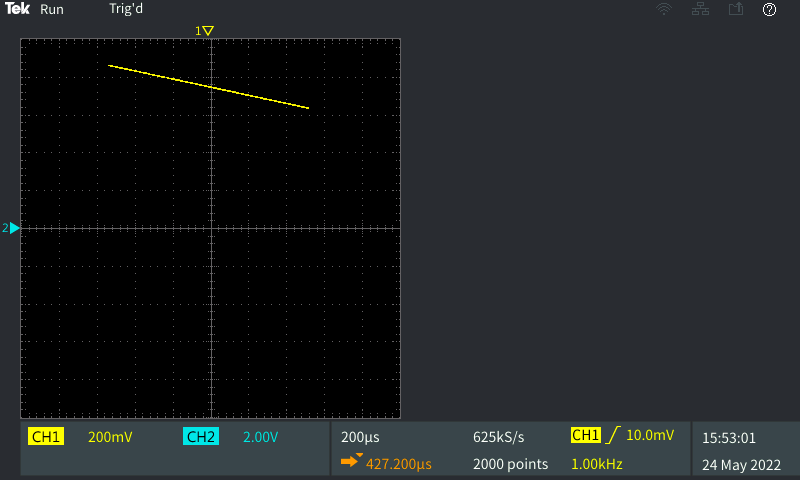 Tek Run Trig'd
1
2
CH1 200mV CH2 2.00V 200µs 625kS/s CH1 10.0mV 15:53:01
427.200µs 2000 points 1.00kHz 24 May 2022